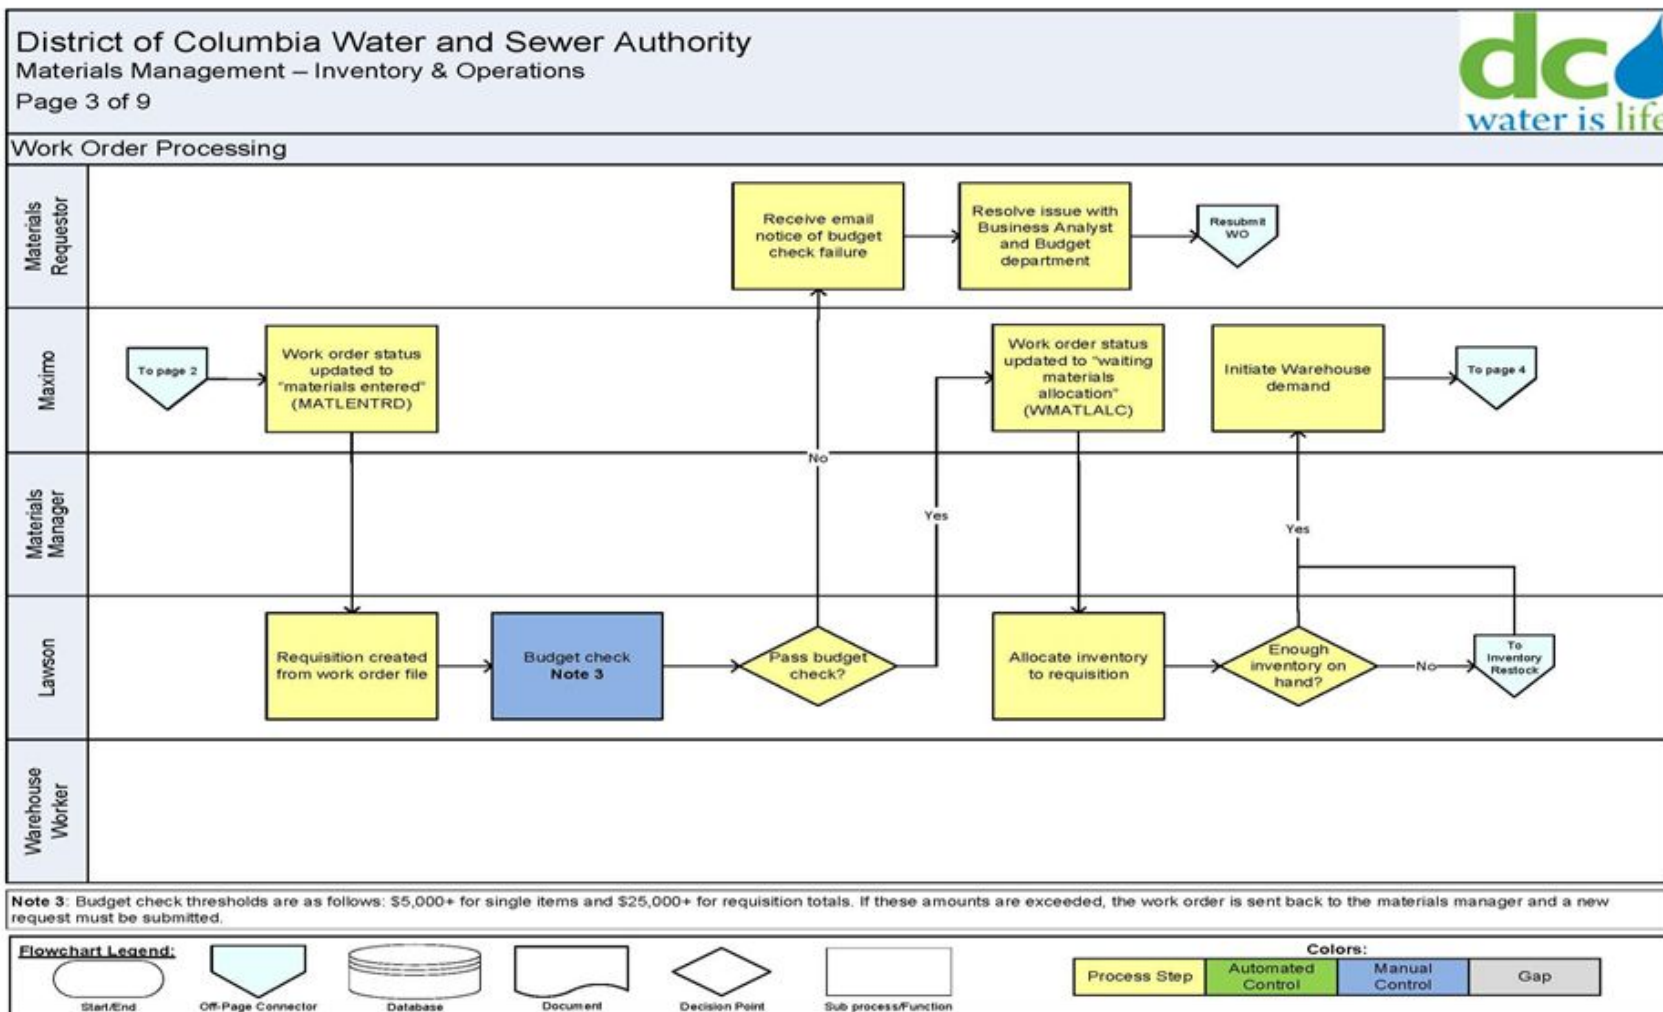 District of Columbia Water and Sewer Authority
Materials Management – Inventory & Operations
Page 3 of 9
dc
water is life
Work Order Processing
Materials
Requestor
Receive email
notice of budget
check failure
Resolve issue with
Business Analyst
and Budget
department
Resubmit
WO
Maximo
To page 2
Work order status
updated to
"materials entered"
(MATLENTRD)
Work order status
updated to "waiting
materials
allocation"
(WMATLALC)
Initiate Warehouse
demand
To page 4
No
Materials
Manager
Yes
Yes
Lawson
Requisition created
from work order file
Budget check
Note 3
Pass budget
check?
Allocate inventory
to requisition
Enough
inventory on
hand?
No
To
Inventory
Restock
Warehouse
Worker
Note 3: Budget check thresholds are as follows: $5,000+ for single items and $25,000+ for requisition totals. If these amounts are exceeded, the work order is sent back to the materials manager and a new
request must be submitted.
Flowchart Legend:
Start/End
Off-Page Connector
Database
Document
Decision Point
Sub process/Function
Colors:
Process Step
Automated
Control
Manual
Control
Gap